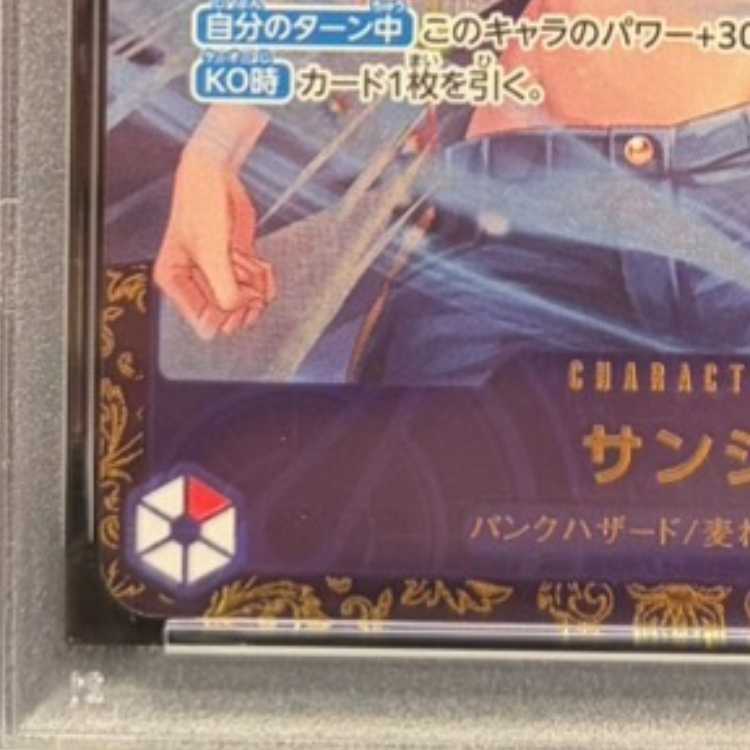 自分のターン中 このキャラのパワー+30
KO時 カード1枚を引く。
CHARACT
サンジ
パンクハザード/麦わ